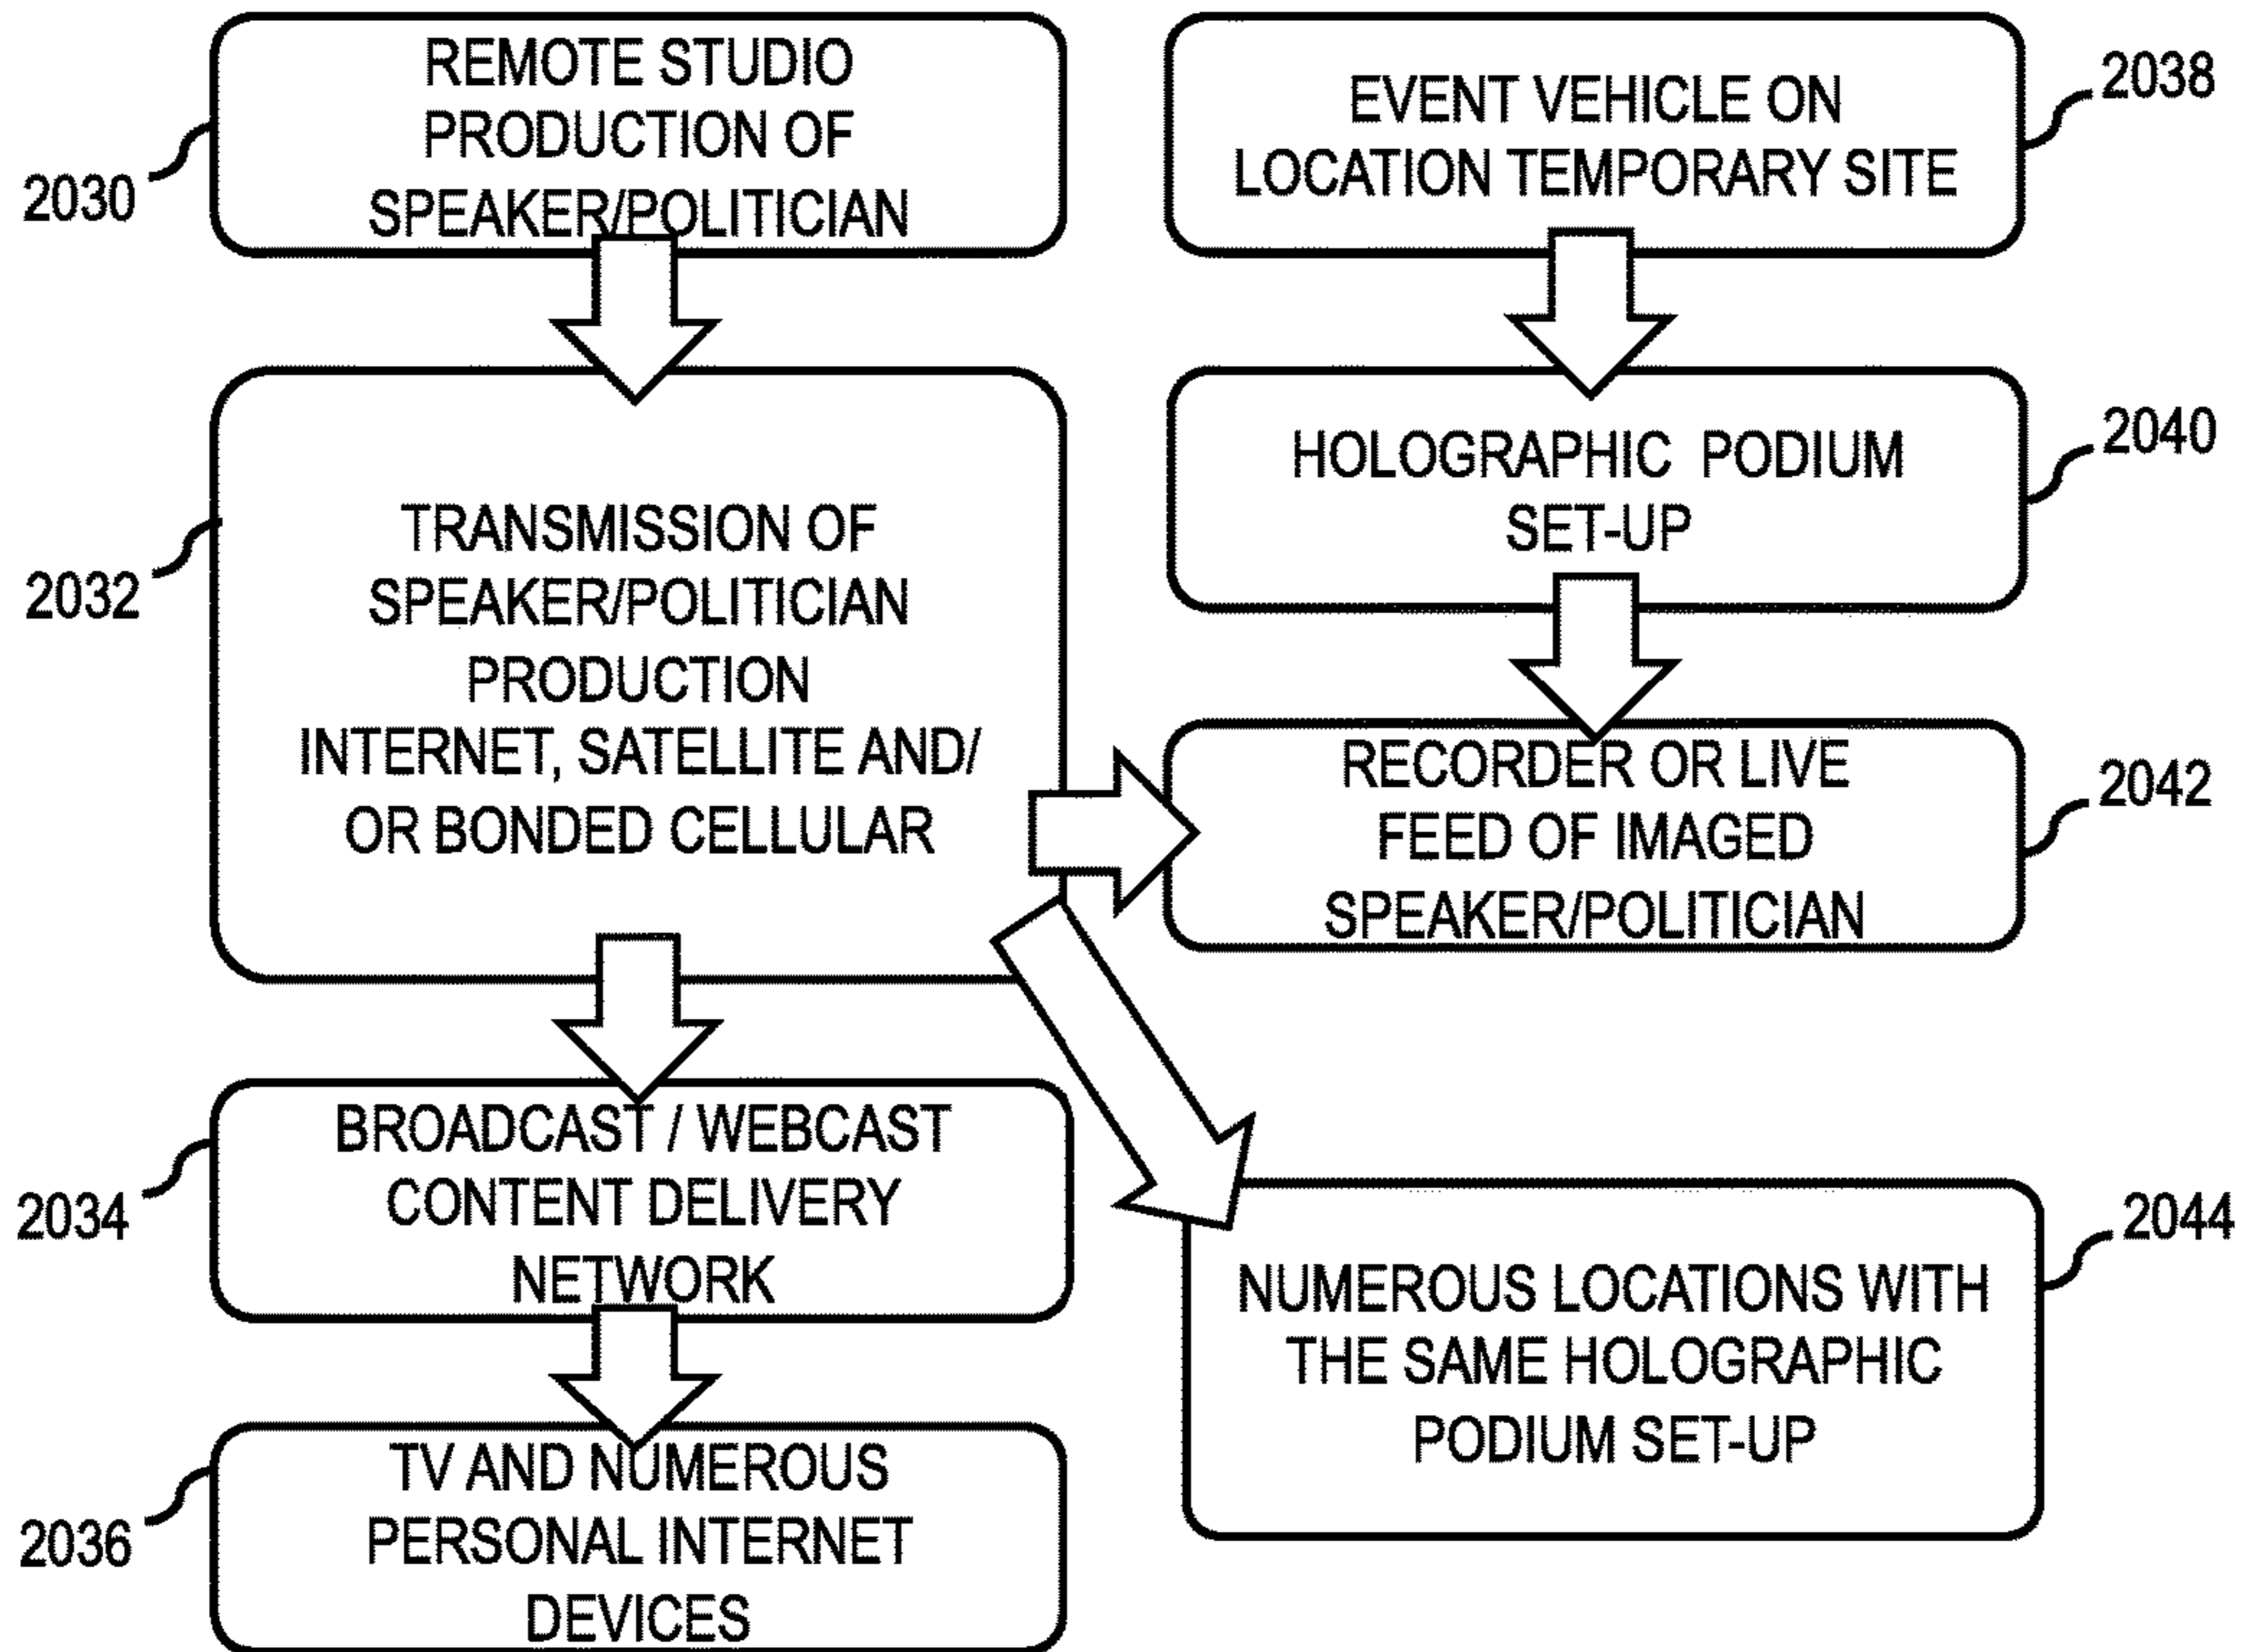 REMOTE STUDIO
PRODUCTION OF
SPEAKER/POLITICIAN
2030
TRANSMISSION OF
SPEAKER/POLITICIAN
PRODUCTION
INTERNET, SATELLITE AND/
OR BONDED CELLULAR
2032
BROADCAST / WEBCAST
CONTENT DELIVERY
NETWORK
2034
TV AND NUMEROUS
PERSONAL INTERNET
DEVICES
2036
EVENT VEHICLE ON
LOCATION TEMPORARY SITE
2038
HOLOGRAPHIC PODIUM
SET-UP
2040
RECORDER OR LIVE
FEED OF IMAGED
SPEAKER/POLITICIAN
2042
NUMEROUS LOCATIONS WITH
THE SAME HOLOGRAPHIC
PODIUM SET-UP
2044